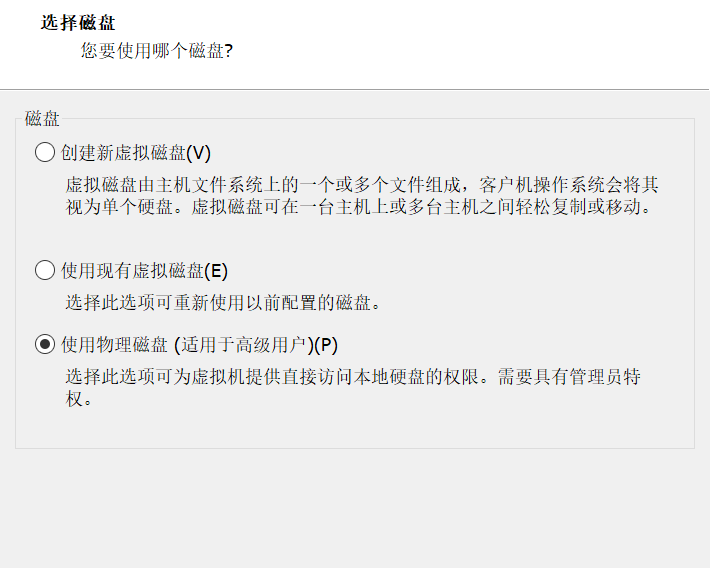 选择磁盘
您要使用哪个磁盘?
磁盘
创建新虚拟磁盘(V)
虚拟磁盘由主机文件系统上的一个或多个文件组成，客户机操作系统会将其
视为单个硬盘。虚拟磁盘可在一台主机上或多台主机之间轻松复制或移动。
使用现有虚拟磁盘(E)
选择此选项可重新使用以前配置的磁盘。
使用物理磁盘 (适用于高级用户)(P)
选择此选项可为虚拟机提供直接访问本地硬盘的权限。需要具有管理员特
权。